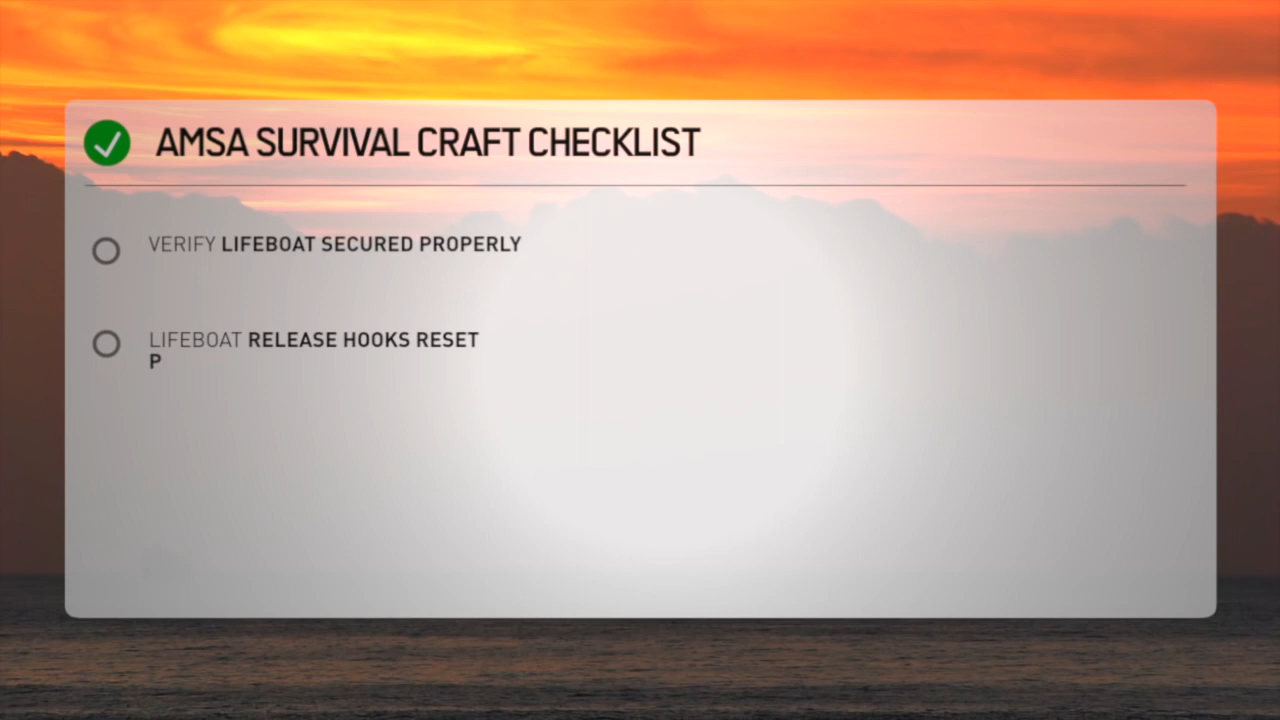 AMSA SURVIVAL CRAFT CHECKLIST
VERIFY LIFEBOAT SECURED PROPERLY
LIFEBOAT RELEASE HOOKS RESET
P